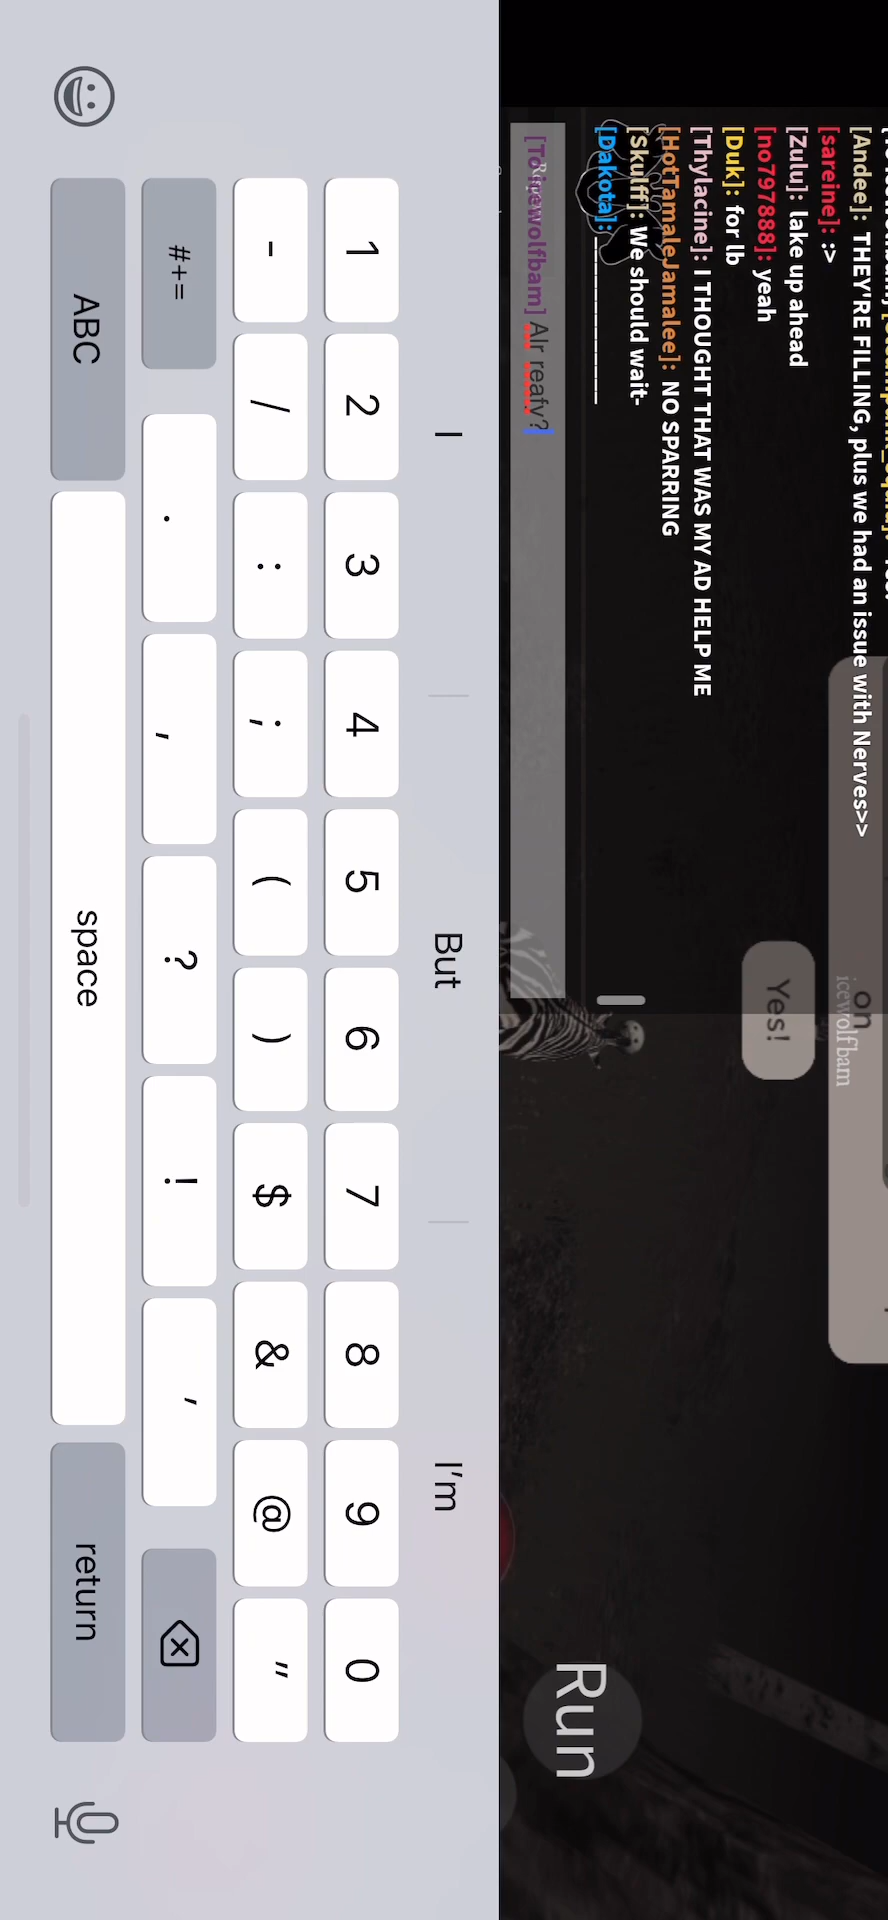 [Andee]: THEY'RE FILLING, plus we had an issue with Nerves>>
[sareine]: :>
[Zulu]: lake up ahead
[no797888]: yeah
[Duk]: for lb
[Thylacine]: I THOUGHT THAT WAS MY AD HELP ME
[HotTamaleJamalee]: NO SPARRING
[Skulff]: We should wait-
[Dakota]: ____________
[To icewolfbam] Alr reafy?
on
icewolfbam
Yes!
Run
I But I'm
1 2 3 4 5 6 7 8 9 0
- / : ; ( ) $ & @ "
#+= . , ? ! '
ABC space return